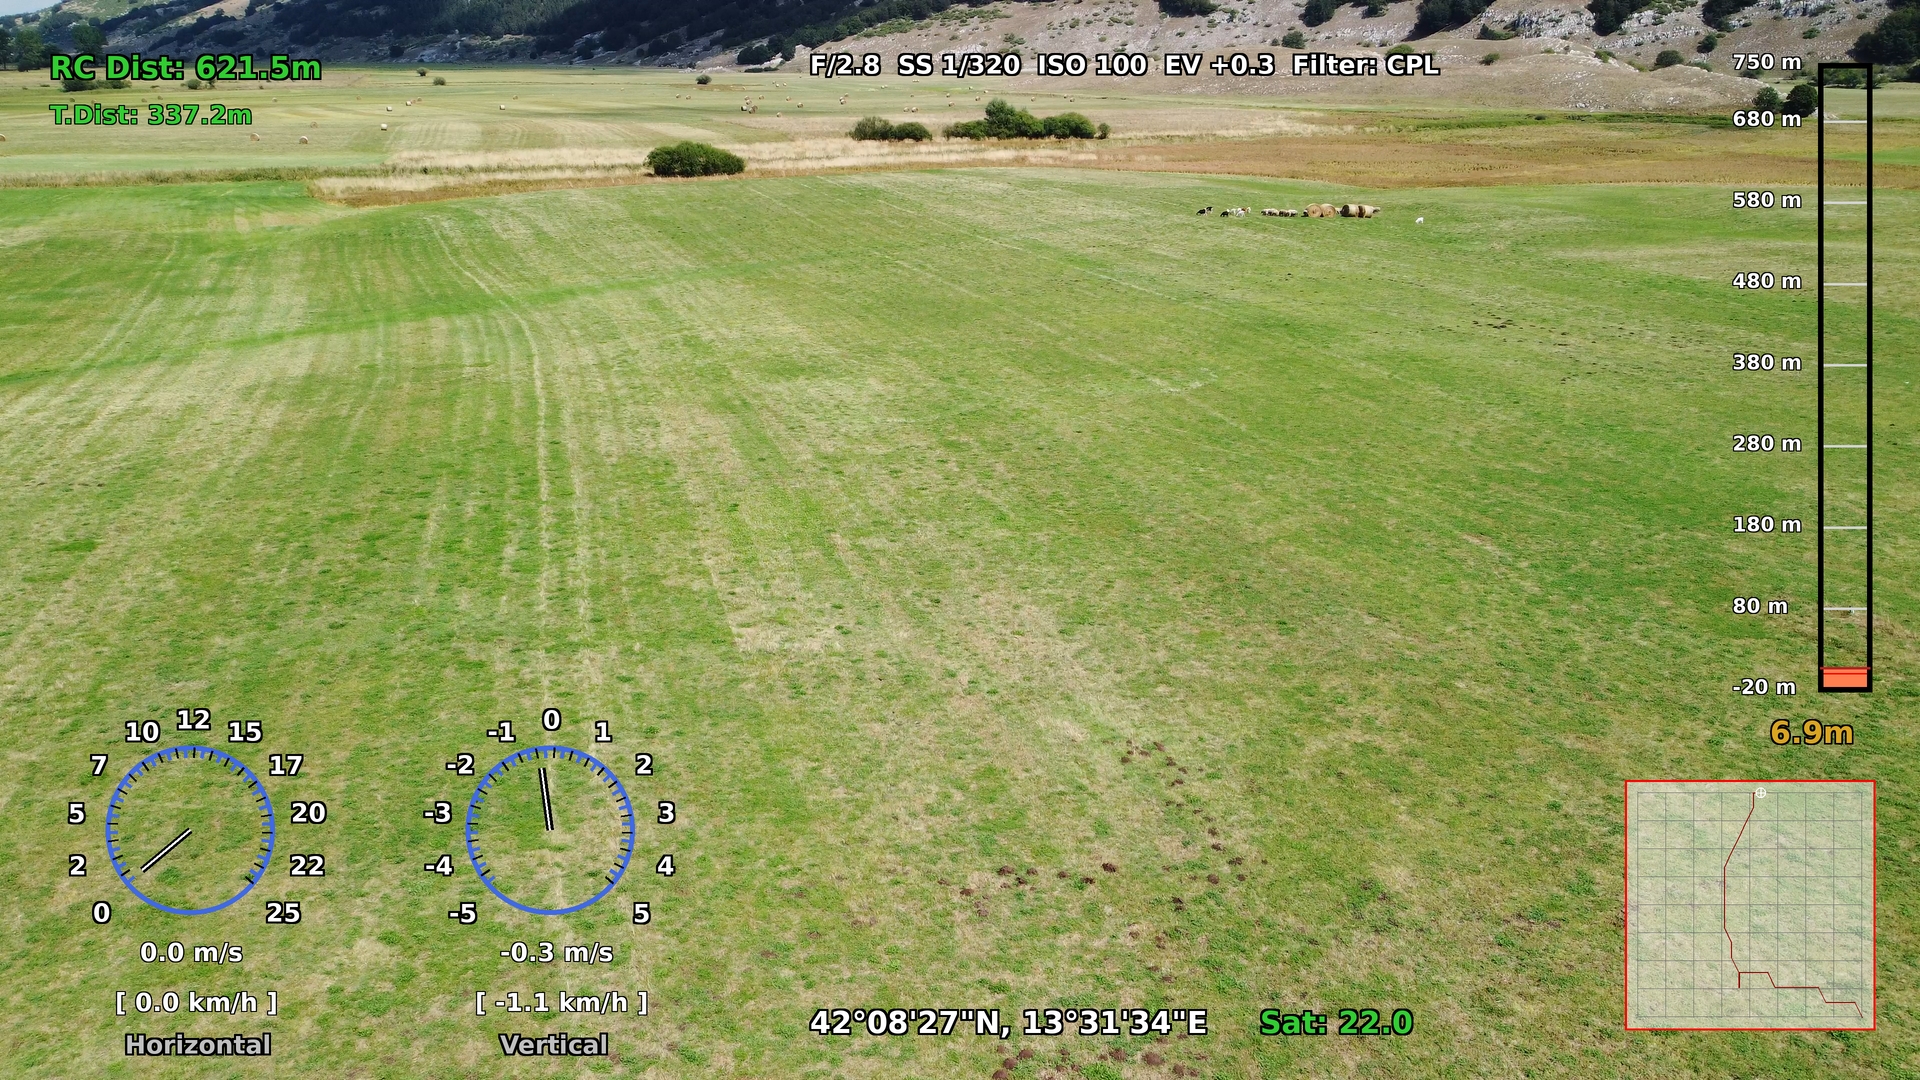 RC Dist: 621.5m
T.Dist: 337.2m
F/2.8 SS 1/320 ISO 100 EV +0.3 Filter: CPL
750 m
680 m
580 m
480 m
380 m
280 m
180 m
80 m
-20 m
6.9m
0
2
5
7
10
12
15
17
20
22
25
0.0 m/s
[ 0.0 km/h ]
Horizontal
-5
-4
-3
-2
-1
0
1
2
3
4
5
-0.3 m/s
[ -1.1 km/h ]
Vertical
42°08'27"N, 13°31'34"E
Sat: 22.0